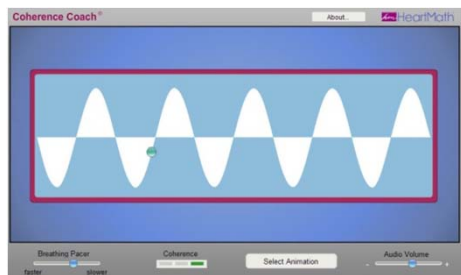 Coherence Coach®
About...
HeartMath
Breathing Pacer
faster slower
Coherence
Select Animation
Audio Volume
- +